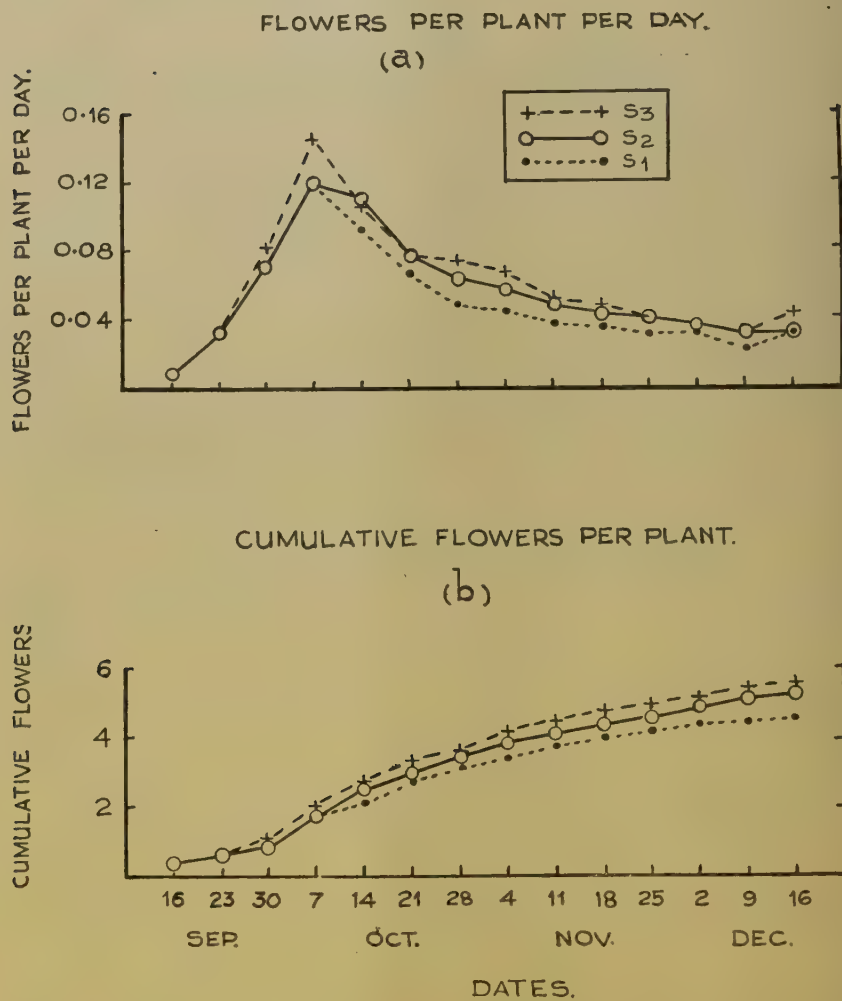 FLOWERS PER PLANT PER DAY.
(a)
FLOWERS PER PLANT PER DAY.
0·16
0·12
0·08
0·04
S3
S2
S1
CUMULATIVE FLOWERS PER PLANT.
(b)
CUMULATIVE FLOWERS
6
4
2
16 23 30 7 14 21 28 4 11 18 25 2 9 16
SEP. OCT. NOV. DEC.
DATES.